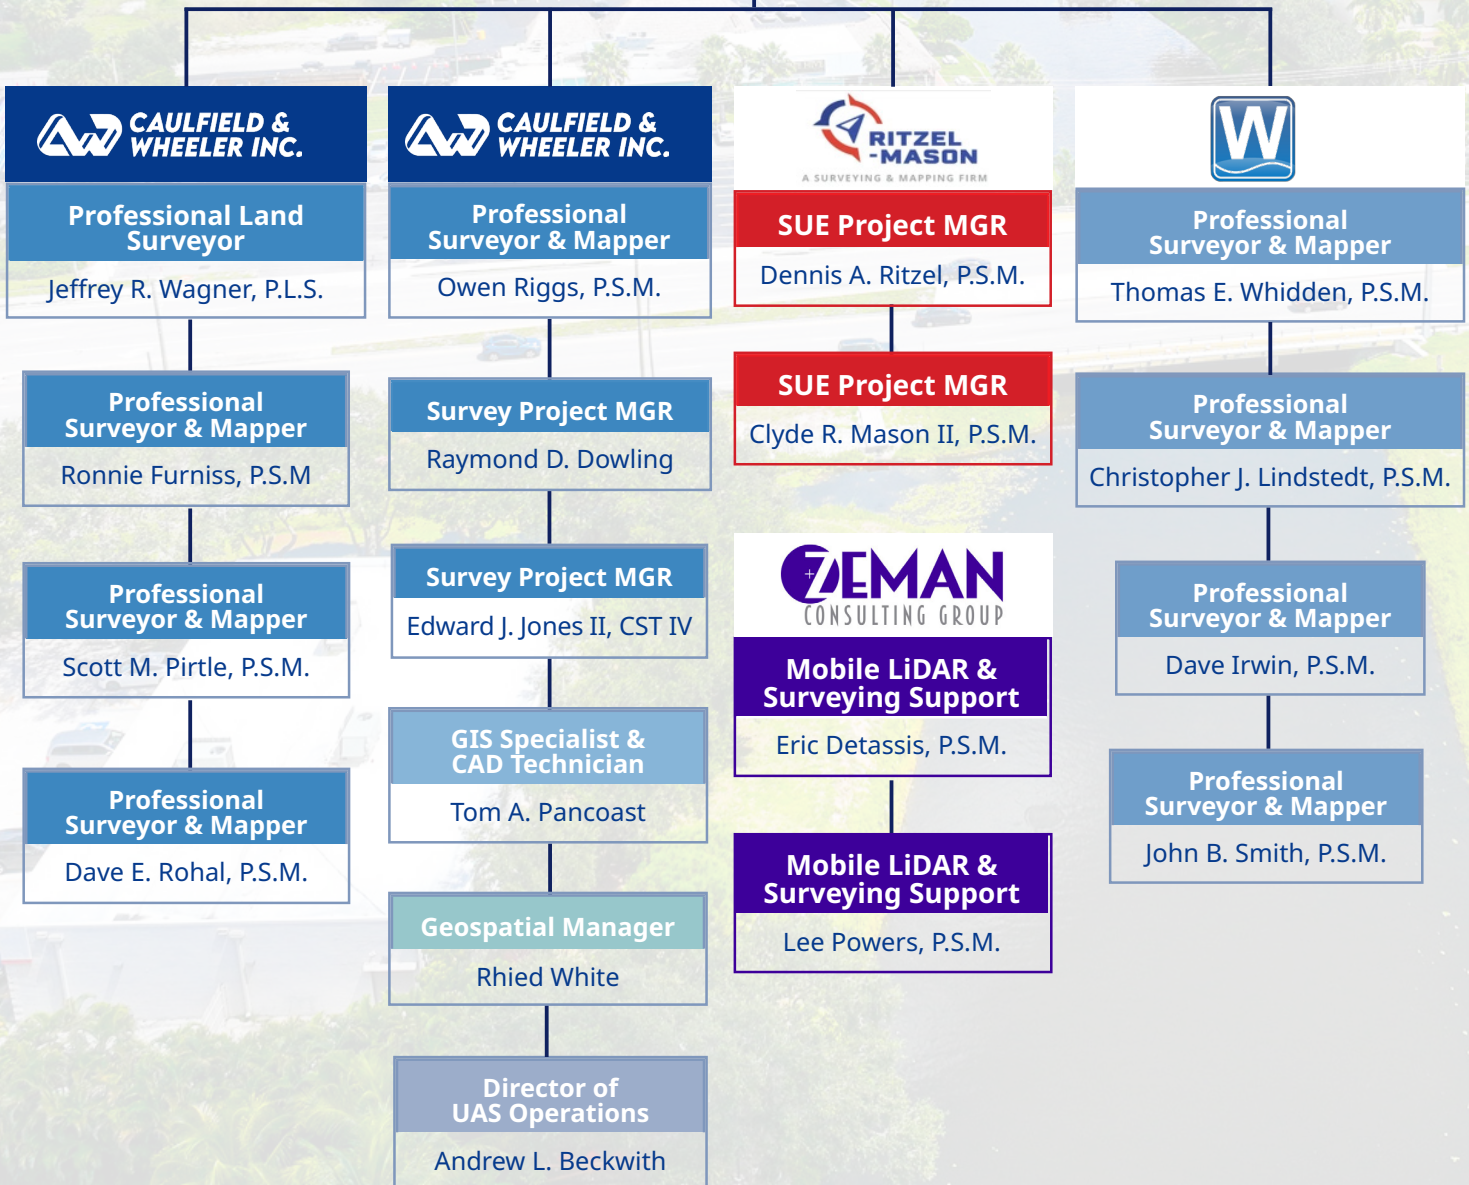 CAULFIELD &
WHEELER INC.
Professional Land
Surveyor
Jeffrey R. Wagner, P.L.S.
Professional
Surveyor & Mapper
Ronnie Furniss, P.S.M
Professional
Surveyor & Mapper
Scott M. Pirtle, P.S.M.
Professional
Surveyor & Mapper
Dave E. Rohal, P.S.M.
CAULFIELD &
WHEELER INC.
Professional
Surveyor & Mapper
Owen Riggs, P.S.M.
Survey Project MGR
Raymond D. Dowling
Survey Project MGR
Edward J. Jones II, CST IV
GIS Specialist &
CAD Technician
Tom A. Pancoast
Geospatial Manager
Rhied White
Director of
UAS Operations
Andrew L. Beckwith
RITZEL
-MASON
A SURVEYING & MAPPING FIRM
SUE Project MGR
Dennis A. Ritzel, P.S.M.
SUE Project MGR
Clyde R. Mason II, P.S.M.
ZEMAN
CONSULTING GROUP
Mobile LiDAR &
Surveying Support
Eric Detassis, P.S.M.
Mobile LiDAR &
Surveying Support
Lee Powers, P.S.M.
W
Professional
Surveyor & Mapper
Thomas E. Whidden, P.S.M.
Professional
Surveyor & Mapper
Christopher J. Lindstedt, P.S.M.
Professional
Surveyor & Mapper
Dave Irwin, P.S.M.
Professional
Surveyor & Mapper
John B. Smith, P.S.M.